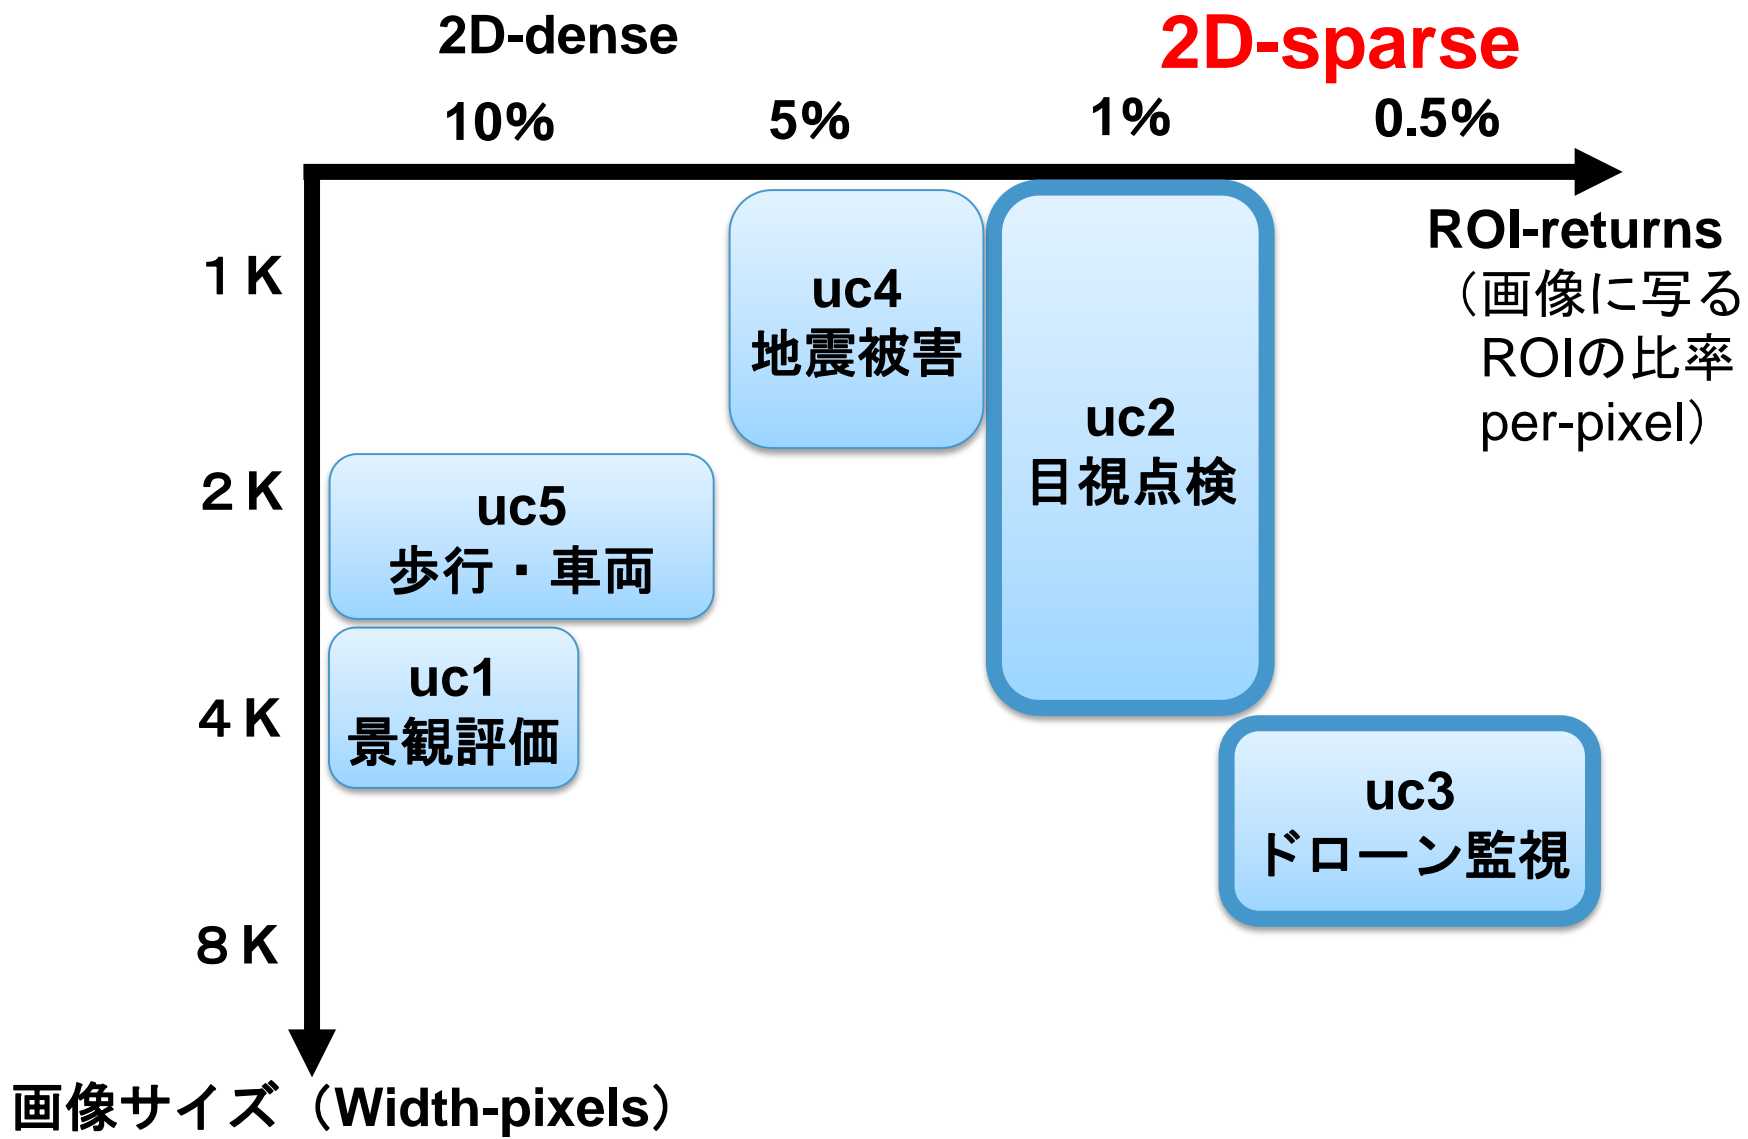 2D-dense
2D-sparse
10%
5%
1%
0.5%
ROI-returns
（画像に写る
ROIの比率
per-pixel）
１K
２K
４K
８K
uc4
地震被害
uc2
目視点検
uc5
歩行・車両
uc1
景観評価
uc3
ドローン監視
画像サイズ（Width-pixels）